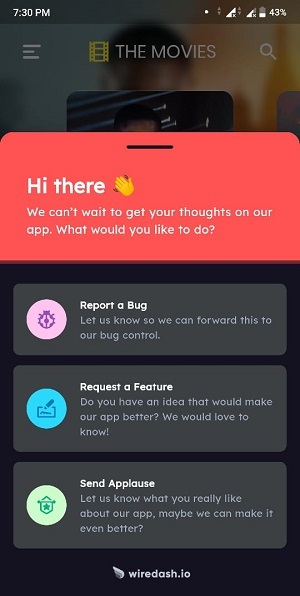 7:30 PM
43%
THE MOVIES
Hi there 👋
We can't wait to get your thoughts on our
app. What would you like to do?
Report a Bug
Let us know so we can forward this to
our bug control.
Request a Feature
Do you have an idea that would make
our app better? We would love to
know!
Send Applause
Let us know what you really like
about our app, maybe we can make it
even better?
wiredash.io